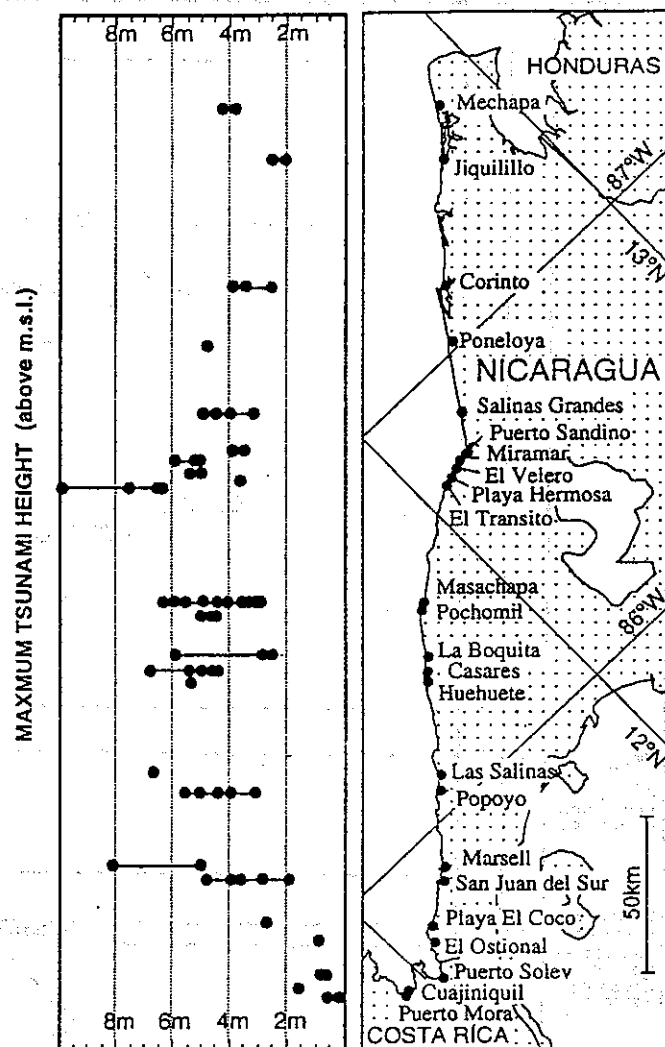 8m 6m 4m 2m
MAXMUM TSUNAMI HEIGHT (above m.s.l.)
8m 6m 4m 2m
HONDURAS
Mechapa
87°W
Jiquilillo
13°N
Corinto
Poneloya
NICARAGUA
Salinas Grandes
Puerto Sandino
Miramar
El Velero
Playa Hermosa
El Transito
Masachapa
86°W
Pochomil
La Boquita
Casares
Huehuete
12°N
Las Salinas
Popoyo
Marsell
San Juan del Sur
50km
Playa El Coco
El Ostional
Puerto Solev
Cuajiniquil
Puerto Mora
COSTA RICA